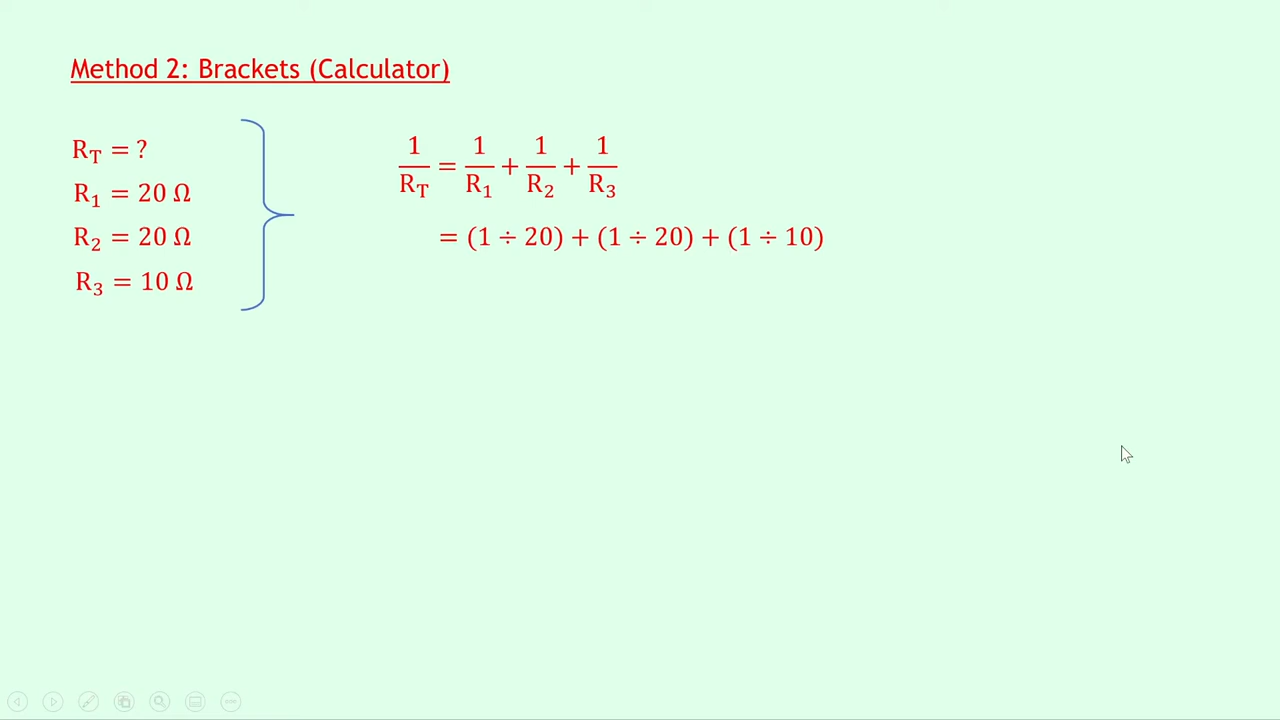 Method 2: Brackets (Calculator)
R_T = ?
R_1 = 20 Ω
R_2 = 20 Ω
R_3 = 10 Ω
1/R_T = 1/R_1 + 1/R_2 + 1/R_3
= (1 ÷ 20) + (1 ÷ 20) + (1 ÷ 10)